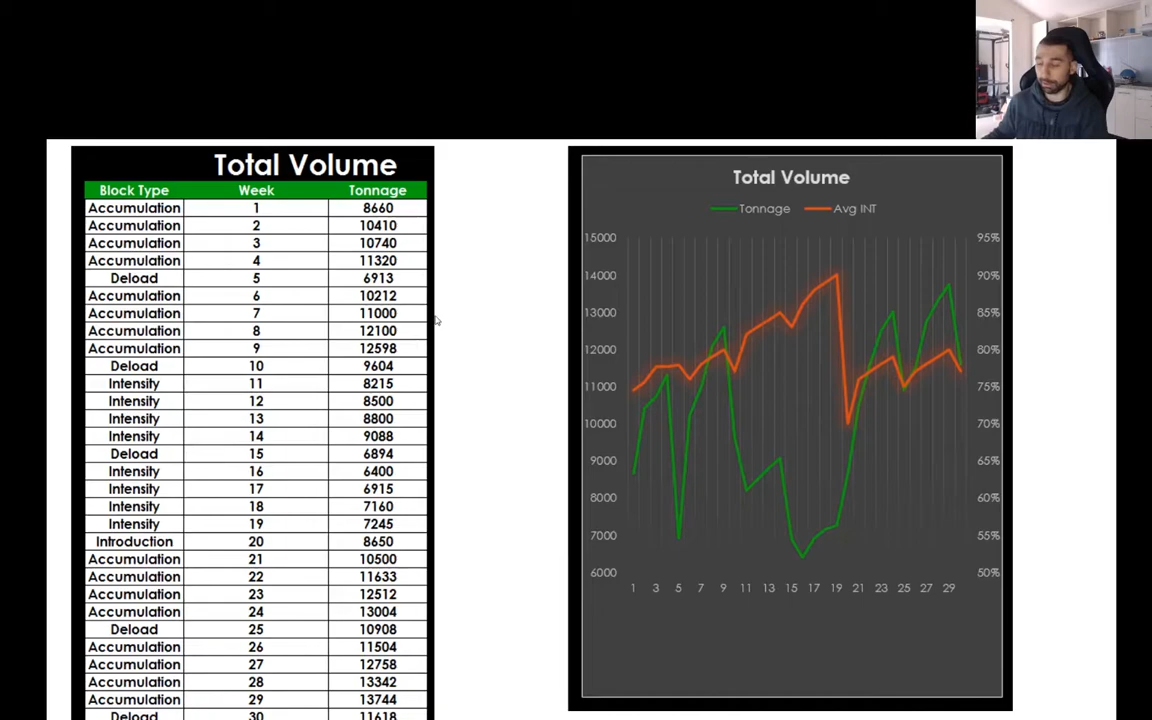 Total Volume
Block Type Week Tonnage
Accumulation 1 8660
Accumulation 2 10410
Accumulation 3 10740
Accumulation 4 11320
Deload 5 6913
Accumulation 6 10212
Accumulation 7 11000
Accumulation 8 12100
Accumulation 9 12598
Deload 10 9604
Intensity 11 8215
Intensity 12 8500
Intensity 13 8800
Intensity 14 9088
Deload 15 6894
Intensity 16 6400
Intensity 17 6915
Intensity 18 7160
Intensity 19 7245
Introduction 20 8650
Accumulation 21 10500
Accumulation 22 11633
Accumulation 23 12512
Accumulation 24 13004
Deload 25 10908
Accumulation 26 11504
Accumulation 27 12758
Accumulation 28 13342
Accumulation 29 13744
Deload 30 11618
Total Volume
Tonnage Avg INT
15000 95%
14000 90%
13000 85%
12000 80%
11000 75%
10000 70%
9000 65%
8000 60%
7000 55%
6000 50%
1 3 5 7 9 11 13 15 17 19 21 23 25 27 29